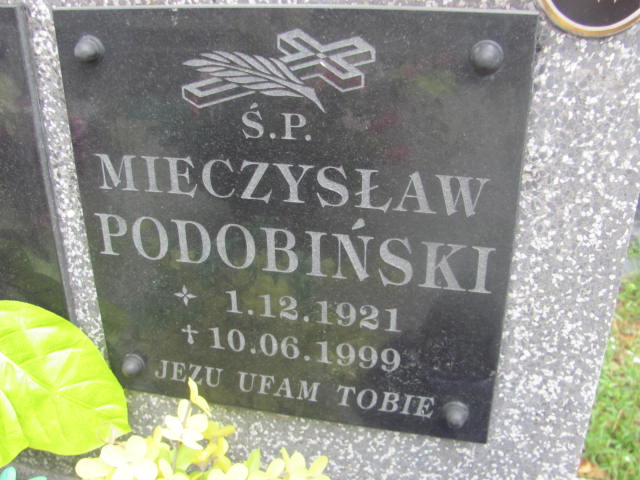 Ś.P.
MIECZYSŁAW
PODOBIŃSKI
1.12.1921
10.06.1999
JEZU UFAM TOBIE